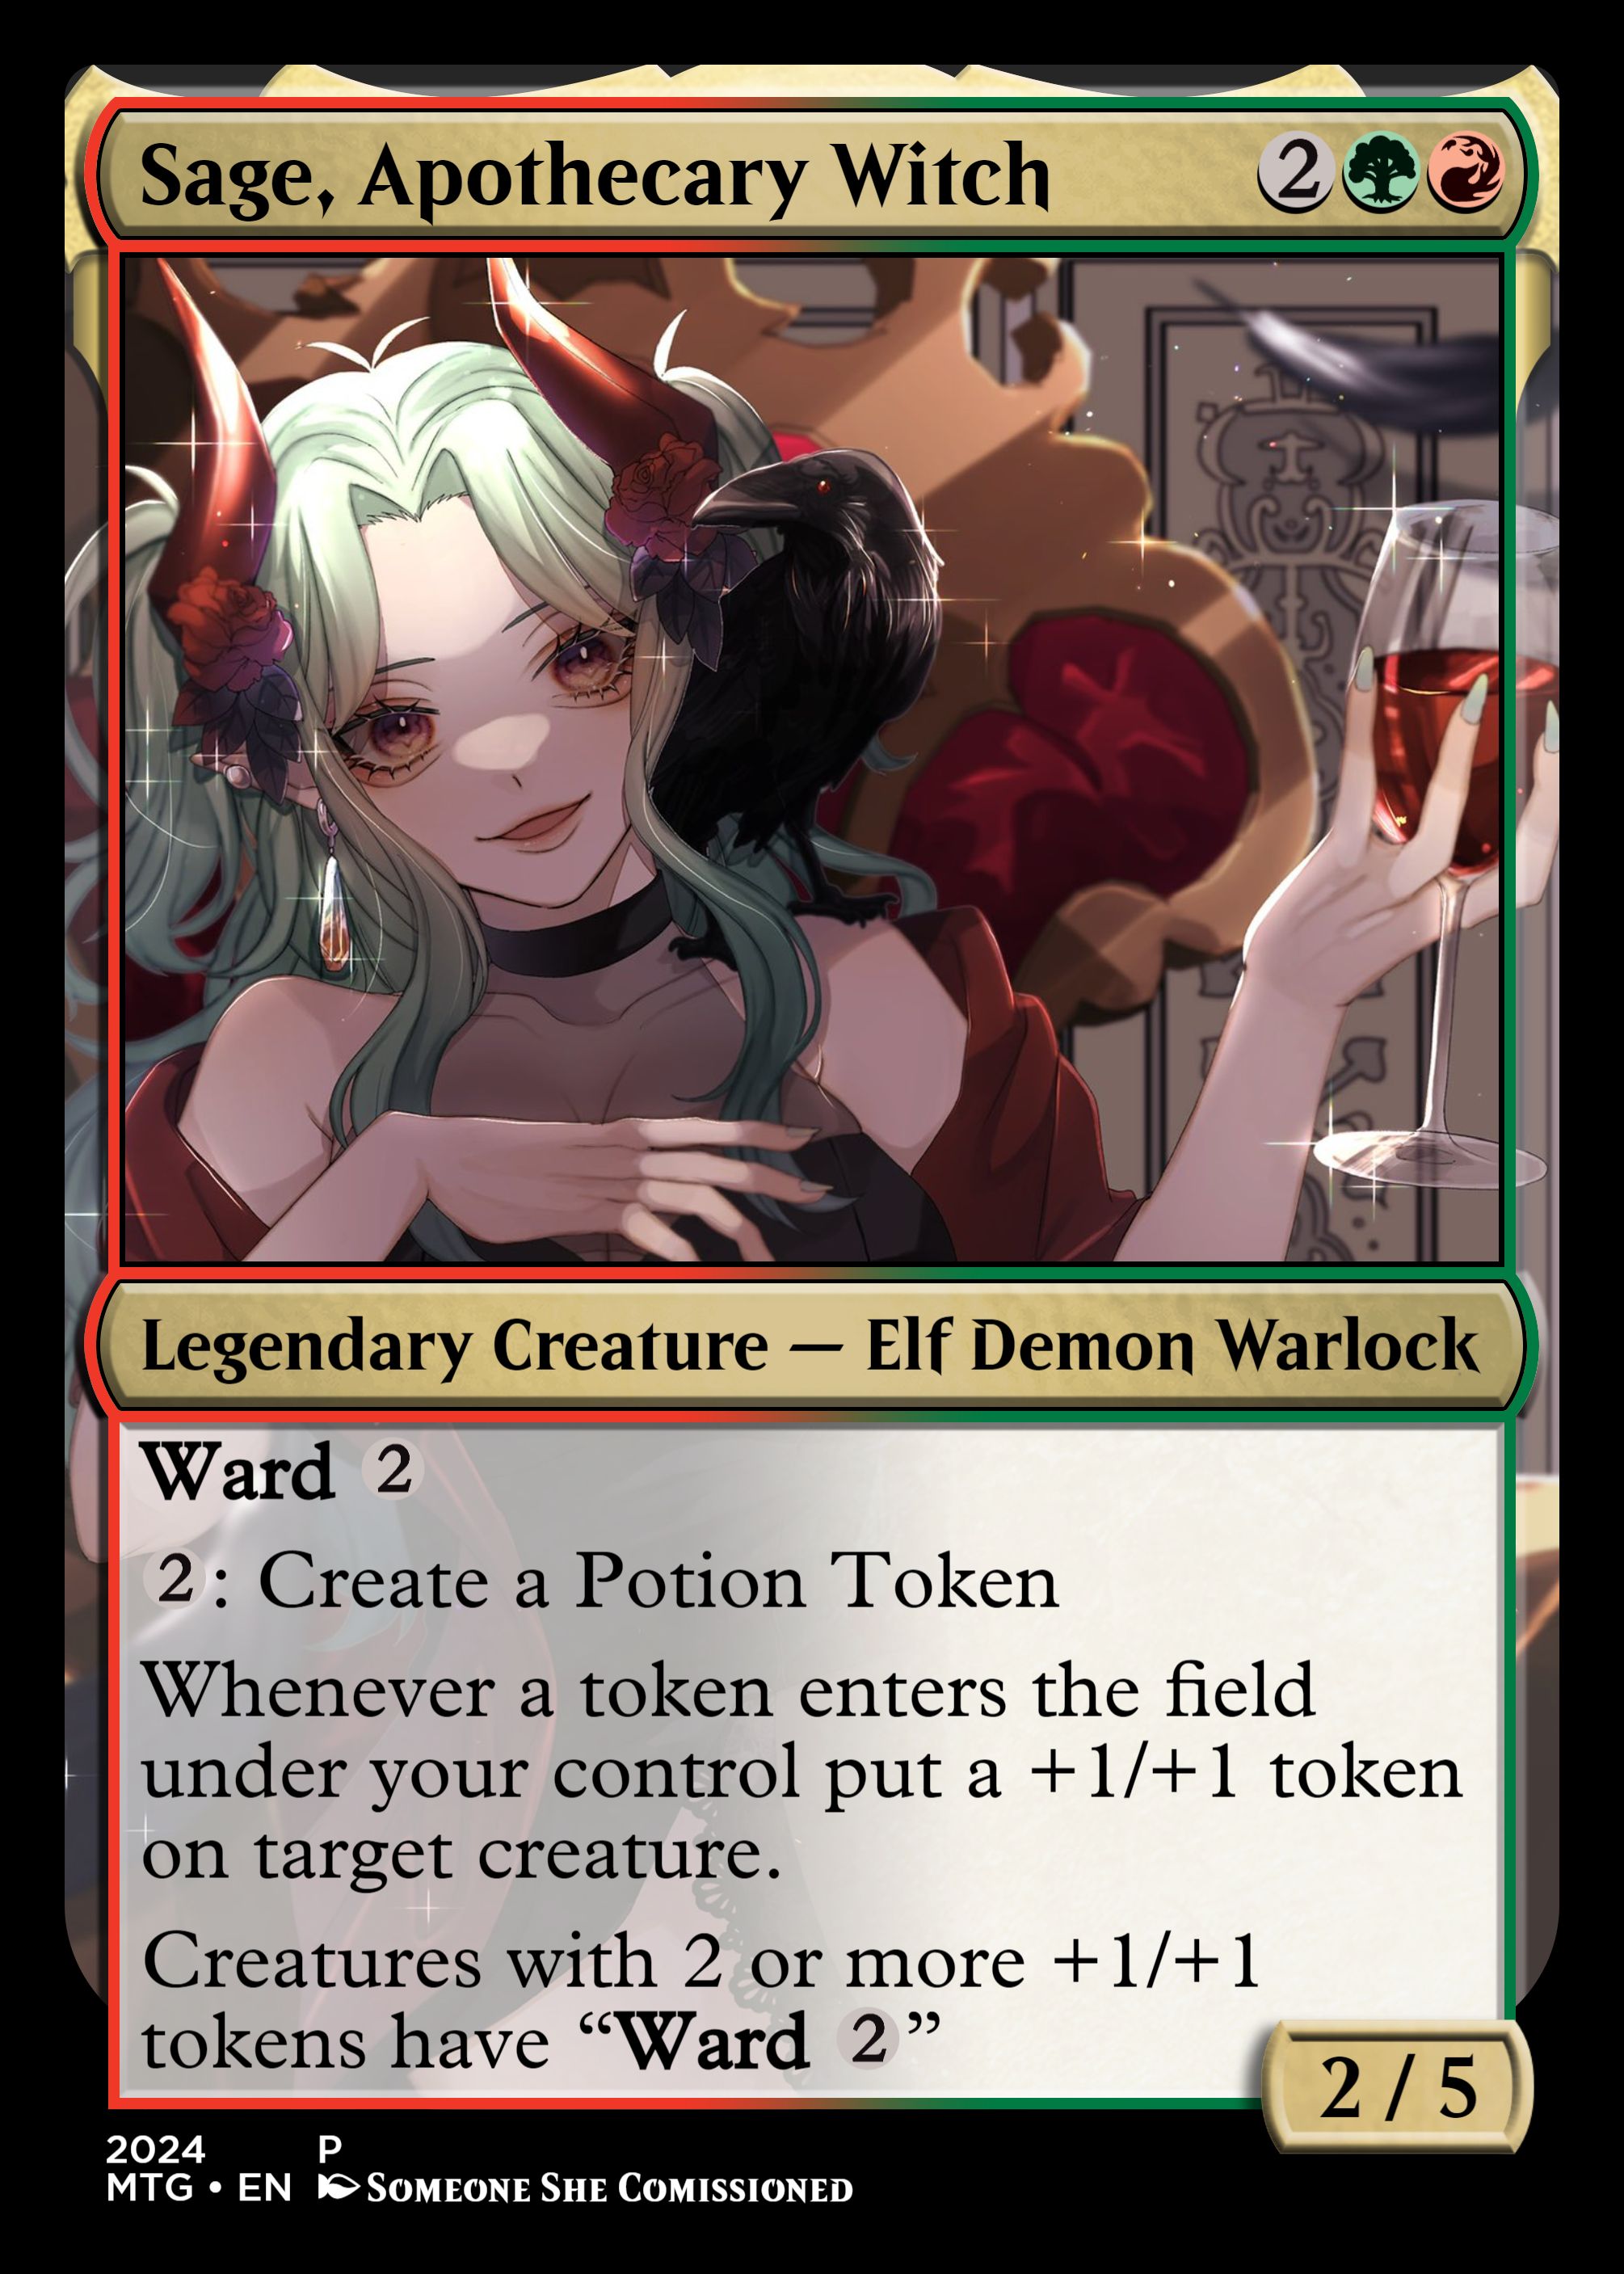 Sage, Apothecary Witch 2
Legendary Creature — Elf Demon Warlock
Ward 2
2: Create a Potion Token
Whenever a token enters the field
under your control put a +1/+1 token
on target creature.
Creatures with 2 or more +1/+1
tokens have “Ward 2”
2 / 5
2024 P
MTG • EN Someone She Comissioned